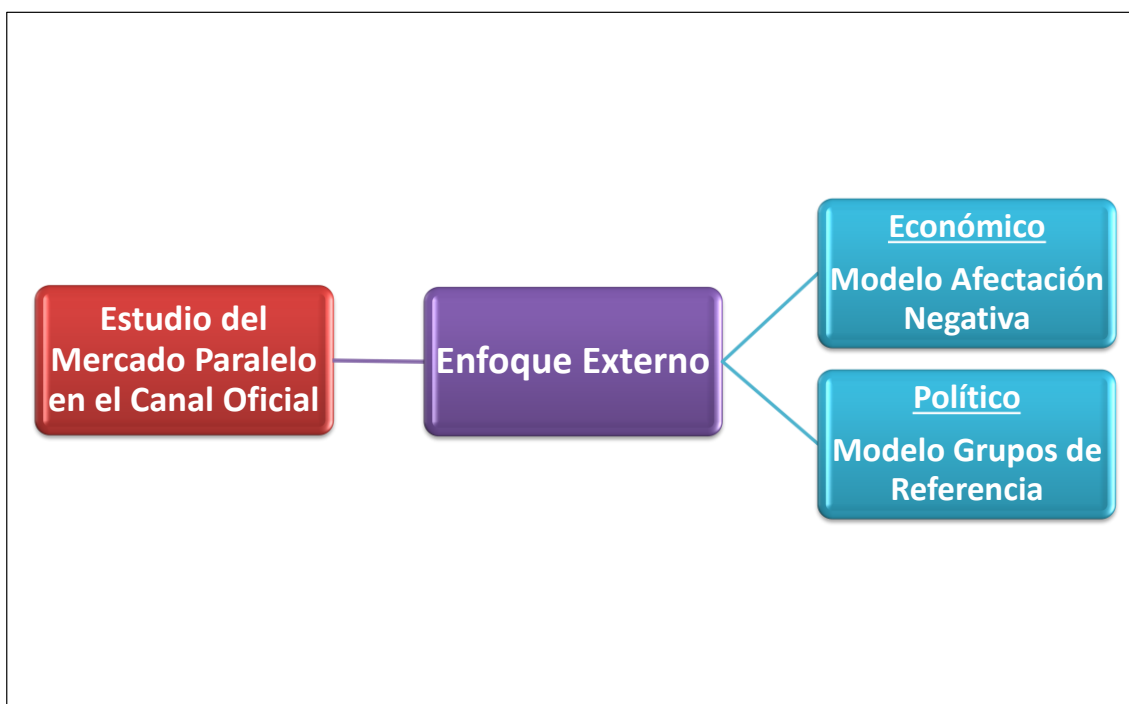 Estudio del
Mercado Paralelo
en el Canal Oficial
Enfoque Externo
Económico
Modelo Afectación
Negativa
Político
Modelo Grupos de
Referencia